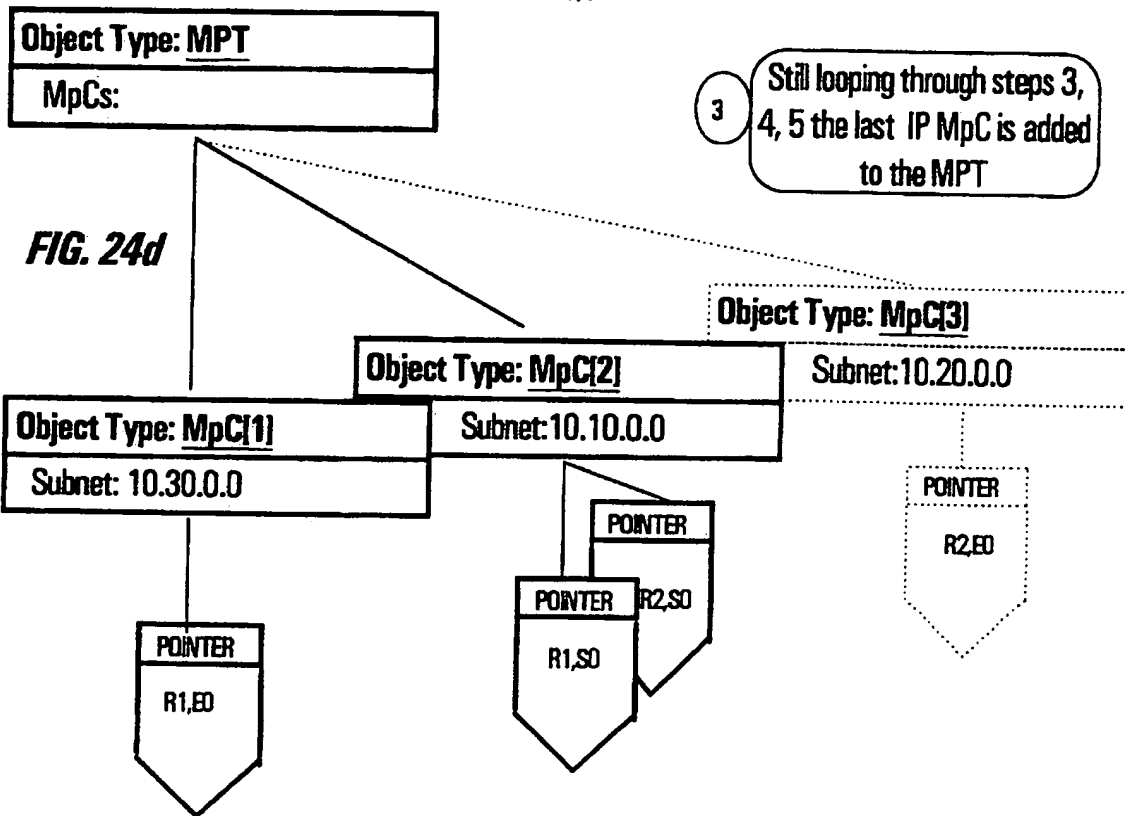 Object Type: MPT
MpCs:
3
Still looping through steps 3,
4, 5 the last IP MpC is added
to the MPT
FIG. 24d
Object Type: MpC[3]
Subnet:10.20.0.0
Object Type: MpC[2]
Subnet:10.10.0.0
Object Type: MpC[1]
Subnet: 10.30.0.0
POINTER
R2,E0
POINTER
R2,S0
POINTER
R1,S0
POINTER
R1,E0